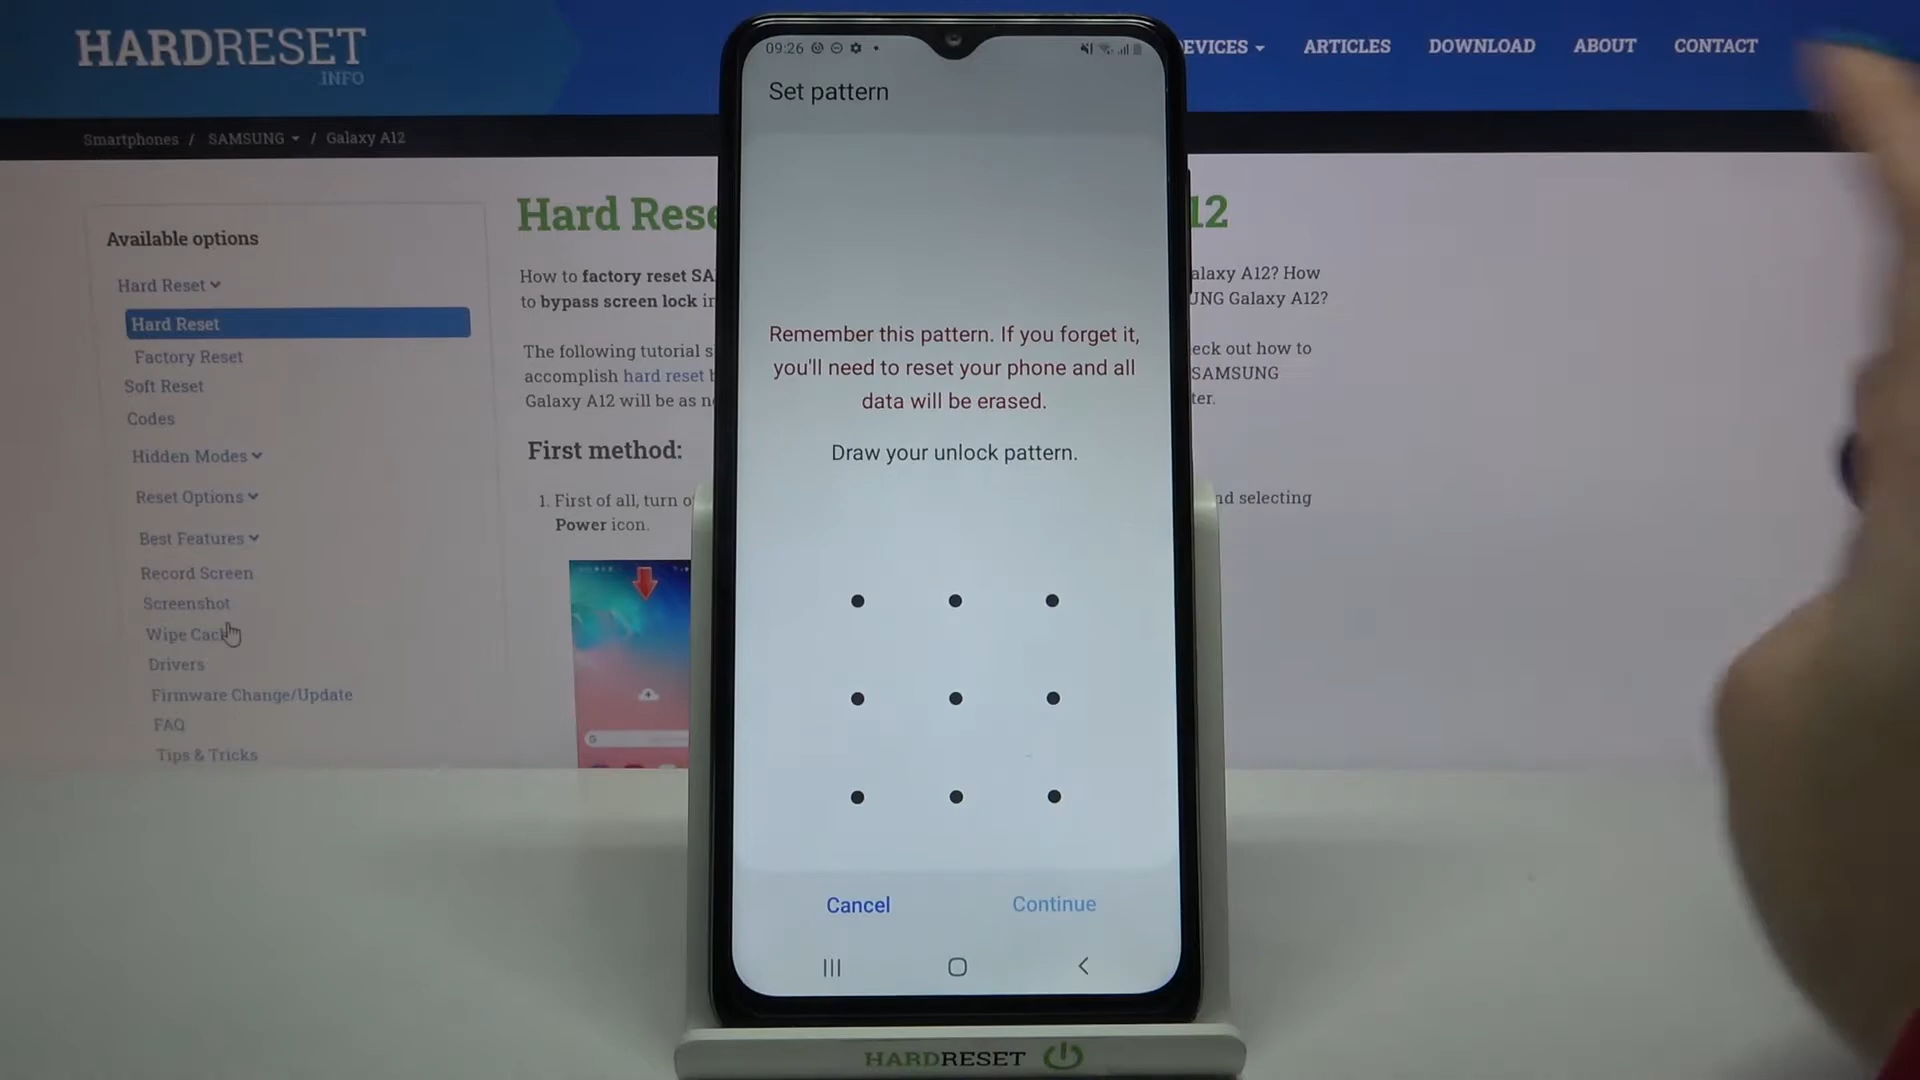 HARDRESET
.INFO
EVICES
ARTICLES
DOWNLOAD
ABOUT
CONTACT
Smartphones / SAMSUNG / Galaxy A12
Available options
Hard Reset
Hard Reset
Factory Reset
Soft Reset
Codes
Hidden Modes
Reset Options
Best Features
Record Screen
Screenshot
Wipe Cach
Drivers
Firmware Change/Update
FAQ
Tips & Tricks
Hard Rese
12
How to factory reset SA
alaxy A12? How
to bypass screen lock in
UNG Galaxy A12?
The following tutorial s
eck out how to
accomplish hard reset b
SAMSUNG
Galaxy A12 will be as n
ter.
First method:
1. First of all, turn o
nd selecting
Power icon.
09:26
Set pattern
Remember this pattern. If you forget it,
you'll need to reset your phone and all
data will be erased.
Draw your unlock pattern.
Cancel
Continue
HARDRESET